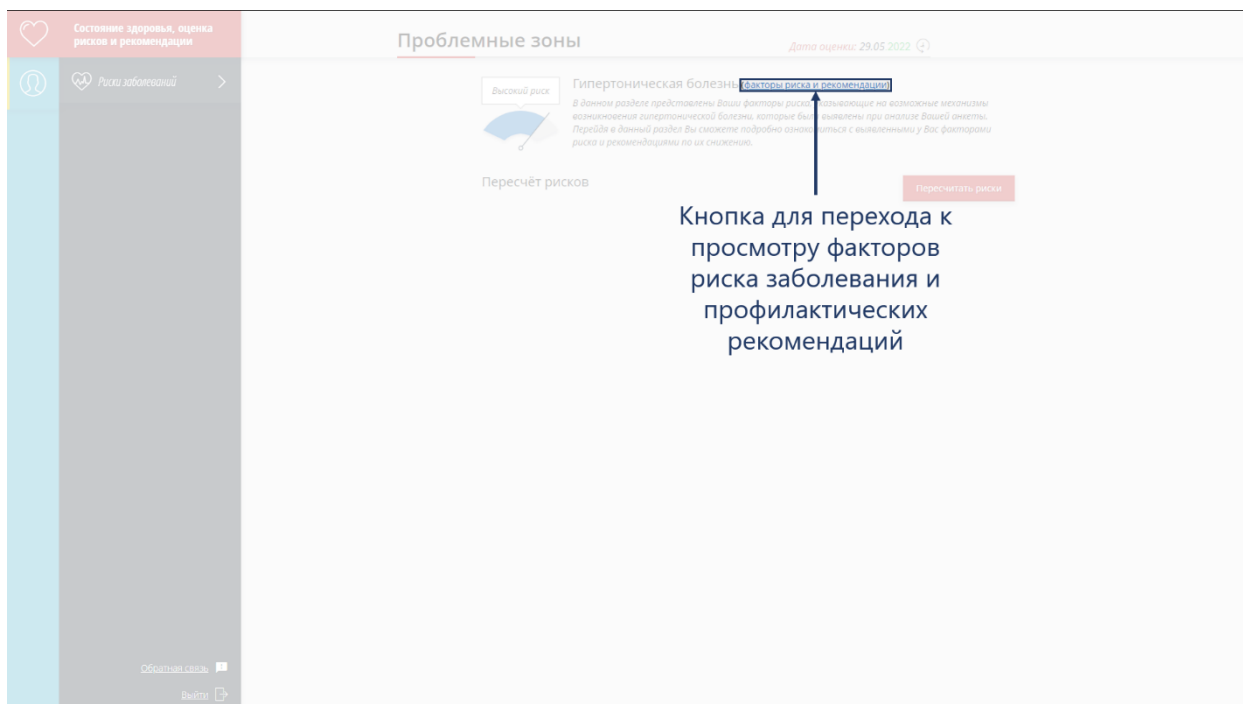 Состояние здоровья, оценка
рисков и рекомендации
Риски заболеваний
Проблемные зоны
Дата оценки: 29.05 2022
Высокий риск
Гипертоническая болезнь (факторы риска и рекомендации)
В данном разделе представлены Ваши факторы риска, указывающие на возможные механизмы
возникновения гипертонической болезни, которые были выявлены при анализе Вашей анкеты.
Перейдя в данный раздел Вы сможете подробно ознакомиться с выявленными у Вас факторами
риска и рекомендациями по их снижению.
Пересчёт рисков
Пересчитать риски
Кнопка для перехода к
просмотру факторов
риска заболевания и
профилактических
рекомендаций
Обратная связь
Выйти